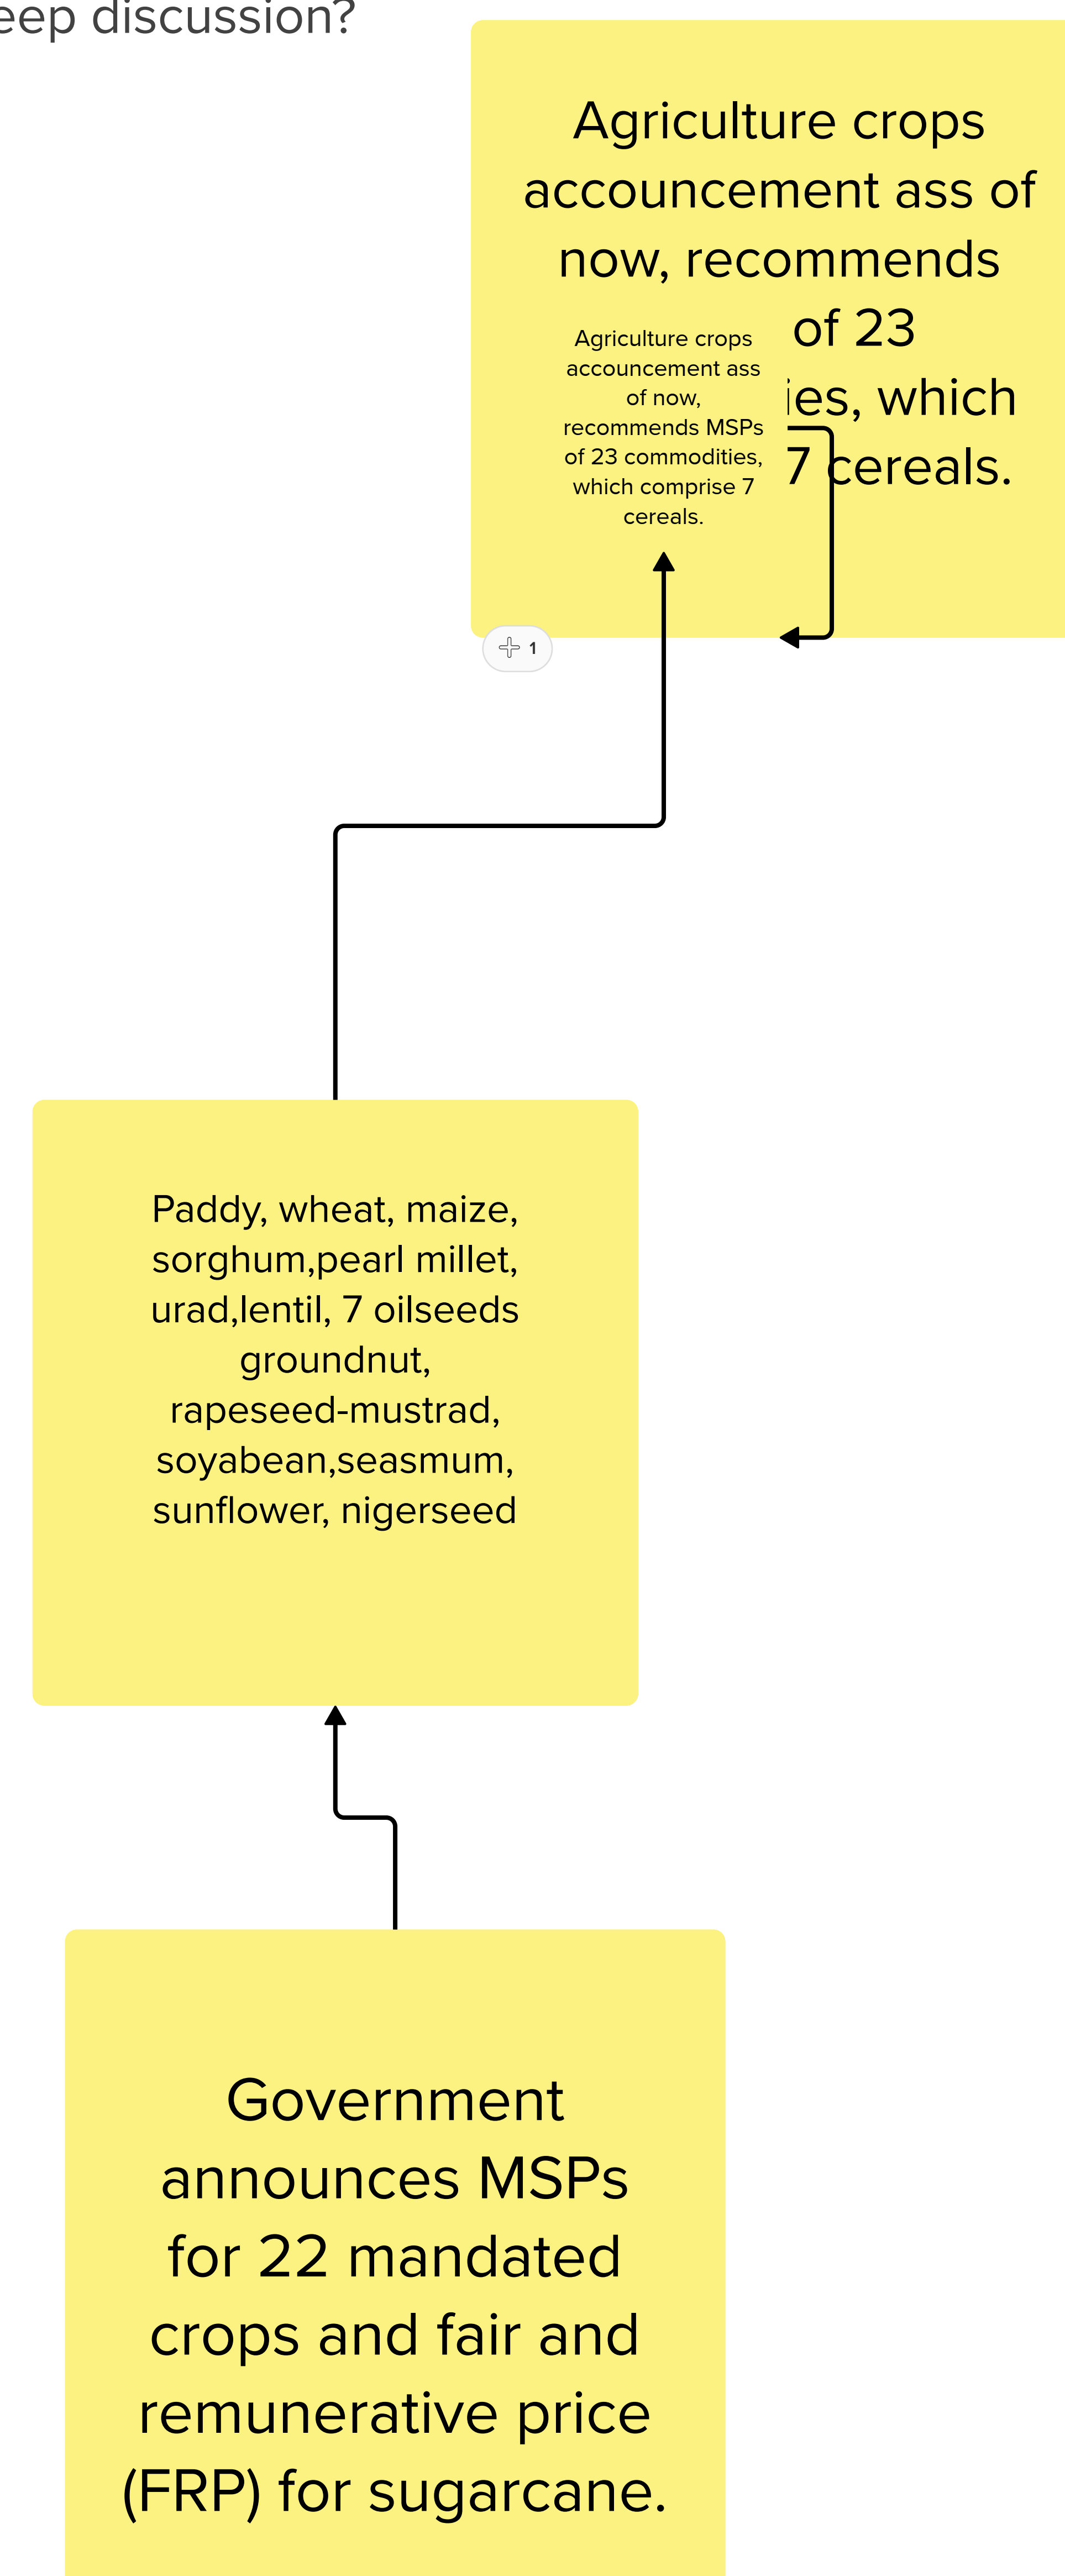 eep discussion?
Agriculture crops
accouncement ass of
now, recommends
of 23
ies, which
7 cereals.
Agriculture crops
accouncement ass
of now,
recommends MSPs
of 23 commodities,
which comprise 7
cereals.
1
Paddy, wheat, maize,
sorghum,pearl millet,
urad,lentil, 7 oilseeds
groundnut,
rapeseed-mustrad,
soyabean,seasmum,
sunflower, nigerseed
Government
announces MSPs
for 22 mandated
crops and fair and
remunerative price
(FRP) for sugarcane.